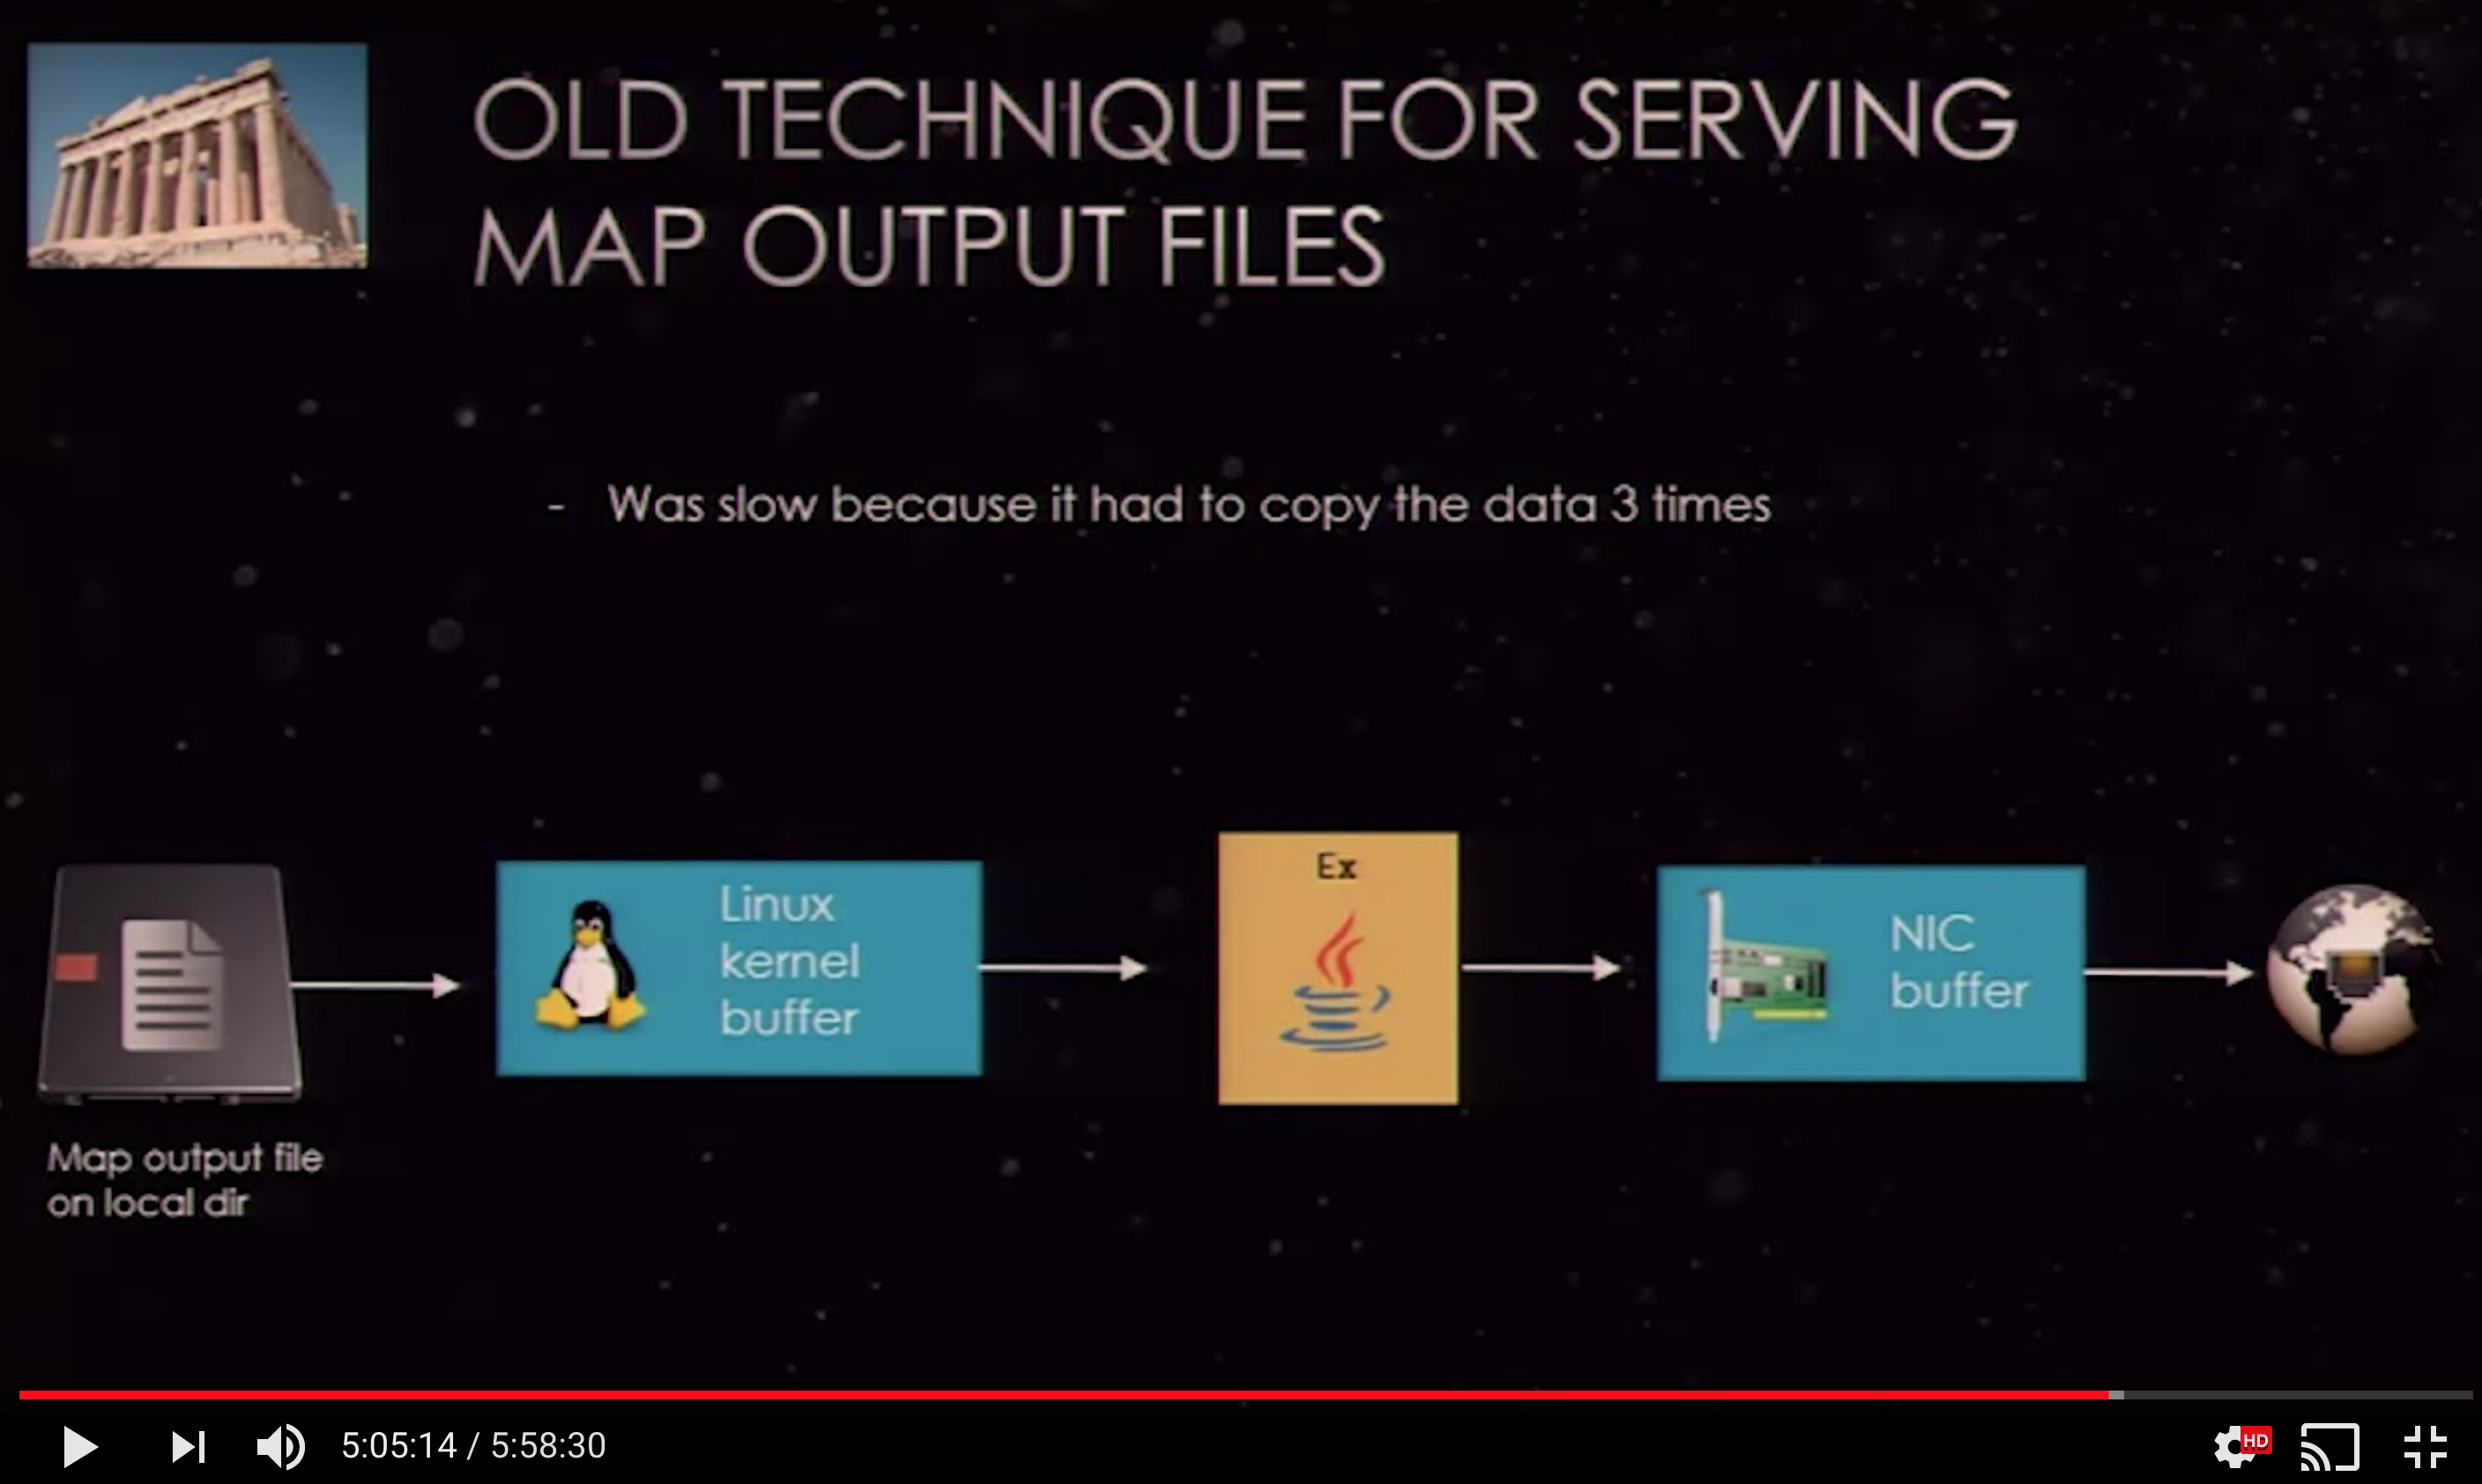 OLD TECHNIQUE FOR SERVING
MAP OUTPUT FILES
- Was slow because it had to copy the data 3 times
Linux
kernel
buffer
Ex
NIC
buffer
Map output file
on local dir
5:05:14 / 5:58:30
HD